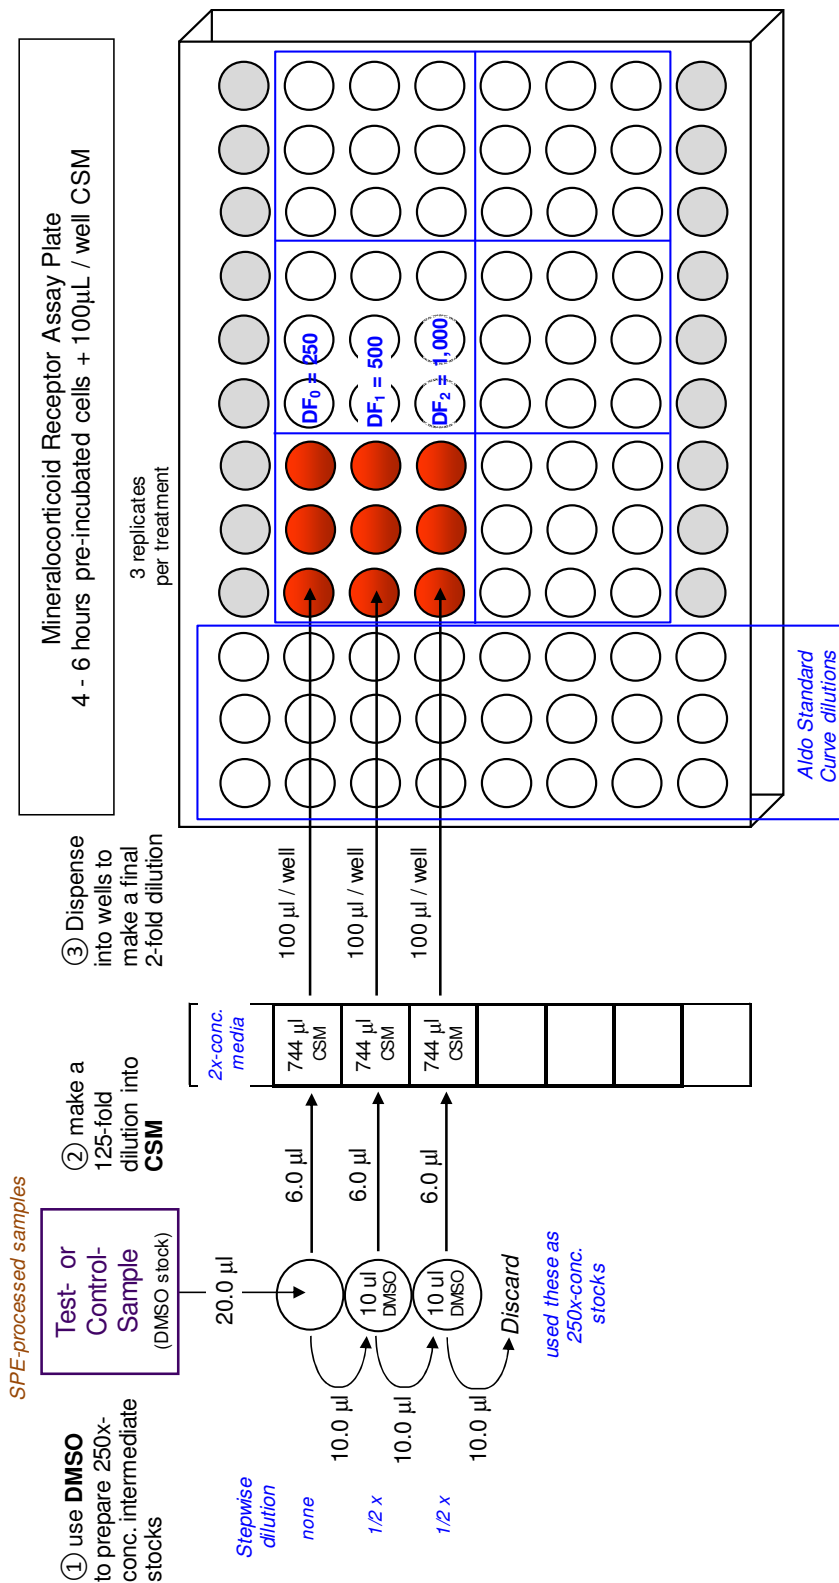 SPE-processed samples
① use DMSO
to prepare 250x-
conc. intermediate
stocks
Test- or
Control-
Sample
(DMSO stock)
② make a
125-fold
dilution into
CSM
③ Dispense
into wells to
make a final
2-fold dilution
Mineralocorticoid Receptor Assay Plate
4 - 6 hours pre-incubated cells + 100µL / well CSM
3 replicates
per treatment
Stepwise
dilution
none
1/2 x
1/2 x
20.0 µl
10.0 µl
10.0 µl
10.0 µl
10 ul
DMSO
10 ul
DMSO
Discard
used these as
250x-conc.
stocks
6.0 µl
6.0 µl
6.0 µl
2x-conc.
media
744 µl
CSM
744 µl
CSM
744 µl
CSM
100 µl / well
100 µl / well
100 µl / well
DF₀ = 250
DF₁ = 500
DF₂ = 1,000
Aldo Standard
Curve dilutions